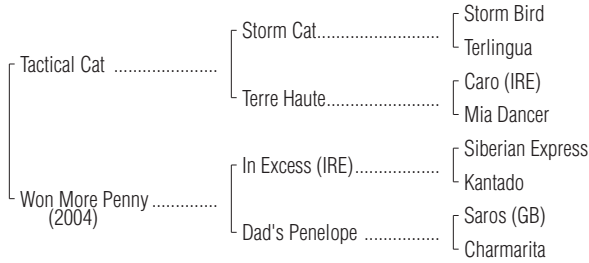 Storm Bird
Storm Cat........................................
Terlingua
Tactical Cat .....................
Caro (IRE)
Terre Haute......................
Mia Dancer
Siberian Express
In Excess (IRE).................
Kantado
Won More Penny .............
(2004)
Saros (GB)
Dad's Penelope ...............
Charmarita